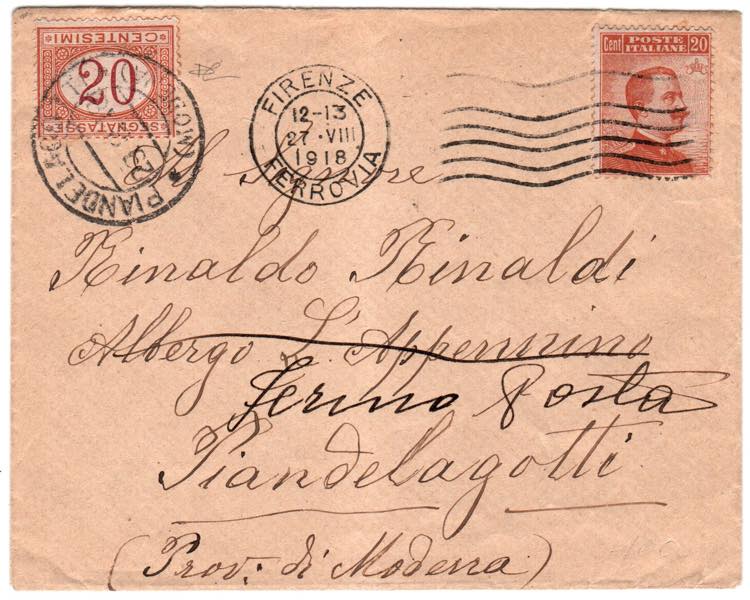 20
CENTESIMI
SEGNATASSE
PIANDELAGOTTI
FIRENZE
12-13
27·VIII
1918
FERROVIA
POSTE
ITALIANE
Cent 20
Al signore
Rinaldo Rinaldi
Albergo L'Appennino
Fermo Posta
Piandelagotti
(Prov. di Modena)